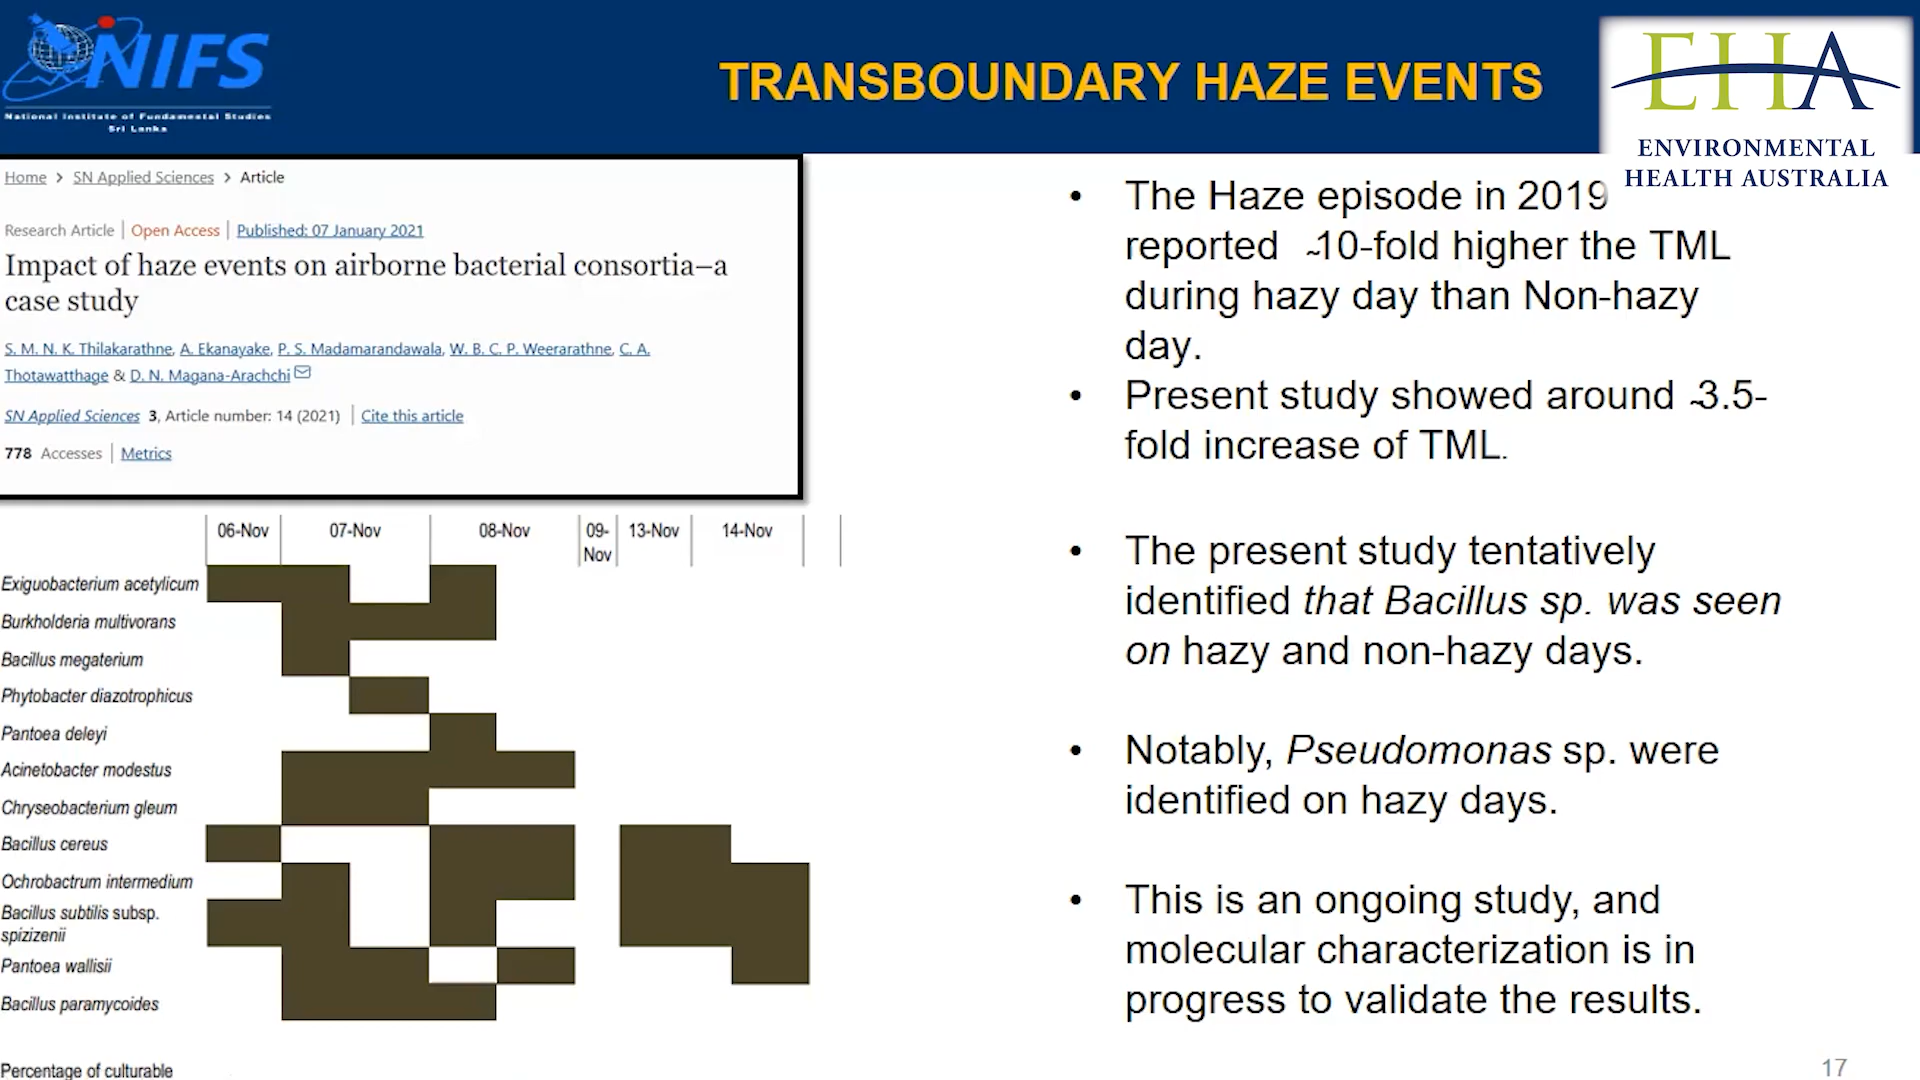 NIFS
National Institute of Fundamental Studies
Sri Lanka
TRANSBOUNDARY HAZE EVENTS
EHA
ENVIRONMENTAL
HEALTH AUSTRALIA
Home > SN Applied Sciences > Article
Research Article | Open Access | Published: 07 January 2021
Impact of haze events on airborne bacterial consortia–a
case study
S. M. N. K. Thilakarathne, A. Ekanayake, P. S. Madamarandawala, W. B. C. P. Weerarathne, C. A.
Thotawatthage & D. N. Magana-Arachchi
SN Applied Sciences 3, Article number: 14 (2021) | Cite this article
778 Accesses | Metrics
06-Nov 07-Nov 08-Nov 09- 13-Nov 14-Nov
Nov
Exiguobacterium acetylicum
Burkholderia multivorans
Bacillus megaterium
Phytobacter diazotrophicus
Pantoea deleyi
Acinetobacter modestus
Chryseobacterium gleum
Bacillus cereus
Ochrobactrum intermedium
Bacillus subtilis subsp.
spizizenii
Pantoea wallisii
Bacillus paramycoides
Percentage of culturable
• The Haze episode in 2019
reported ~10-fold higher the TML
during hazy day than Non-hazy
day.
• Present study showed around ~3.5-
fold increase of TML.
• The present study tentatively
identified that Bacillus sp. was seen
on hazy and non-hazy days.
• Notably, Pseudomonas sp. were
identified on hazy days.
• This is an ongoing study, and
molecular characterization is in
progress to validate the results.
17